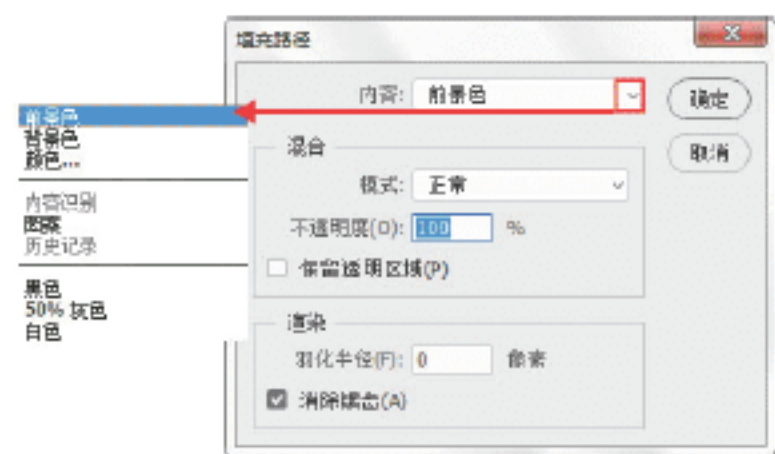 填充路径
内容: 前景色
确定
前景色
背景色
颜色...
混合
取消
模式: 正常
内容识别
图案
历史记录
不透明度(O): 100 %
保留透明区域(P)
黑色
50% 灰色
白色
渲染
羽化半径(F): 0 像素
消除锯齿(A)